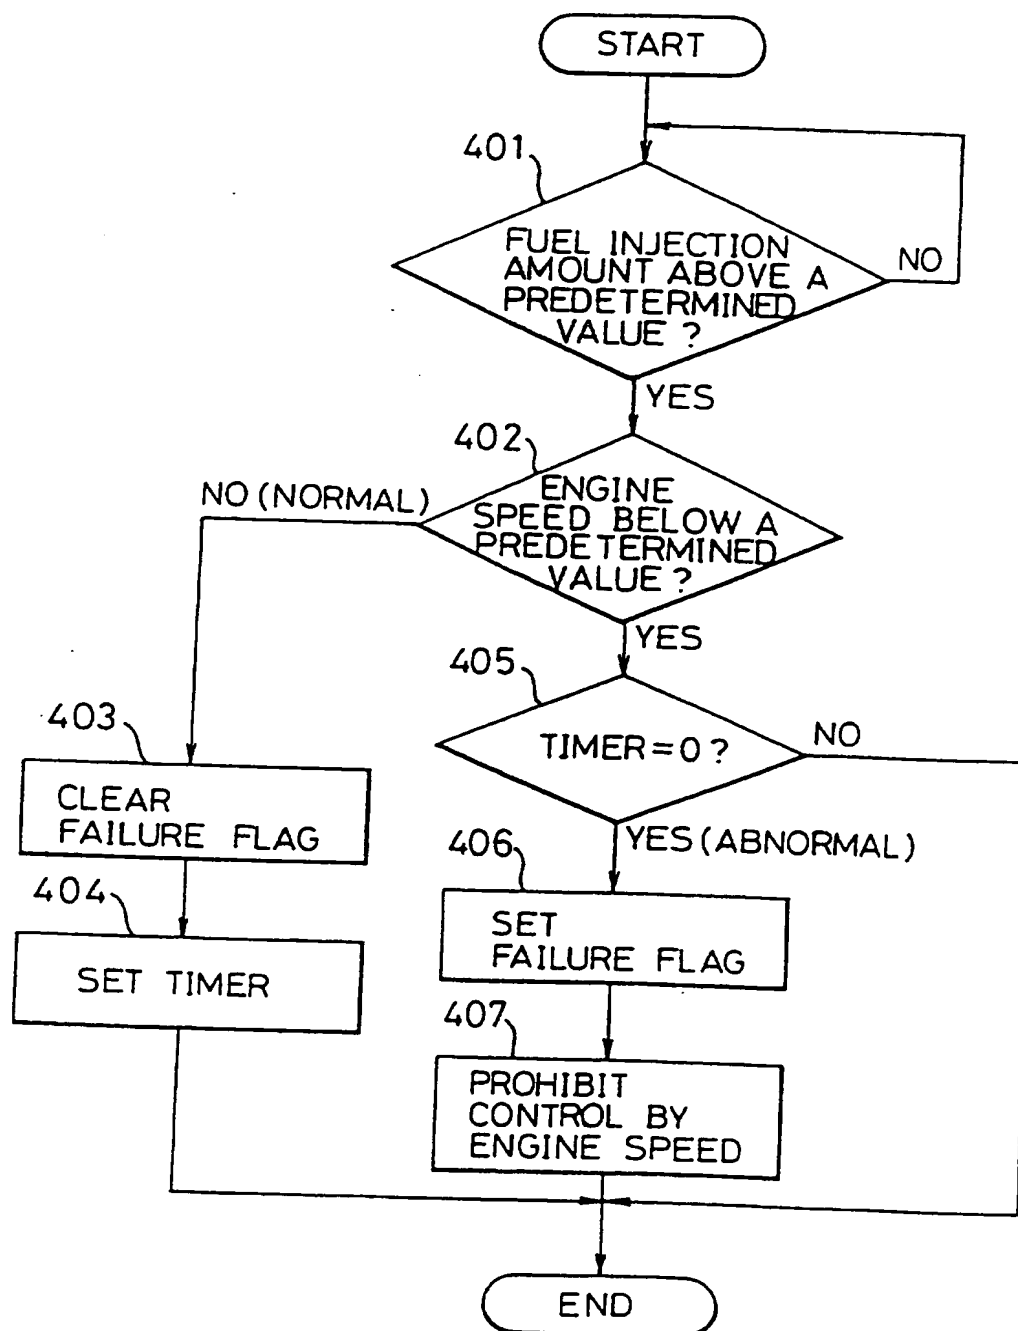 START
401
FUEL INJECTION
AMOUNT ABOVE A
PREDETERMINED
VALUE ?
NO
YES
402
NO (NORMAL)
ENGINE
SPEED BELOW A
PREDETERMINED
VALUE ?
YES
405
TIMER = 0 ?
NO
YES (ABNORMAL)
403
CLEAR
FAILURE FLAG
404
SET TIMER
406
SET
FAILURE FLAG
407
PROHIBIT
CONTROL BY
ENGINE SPEED
END